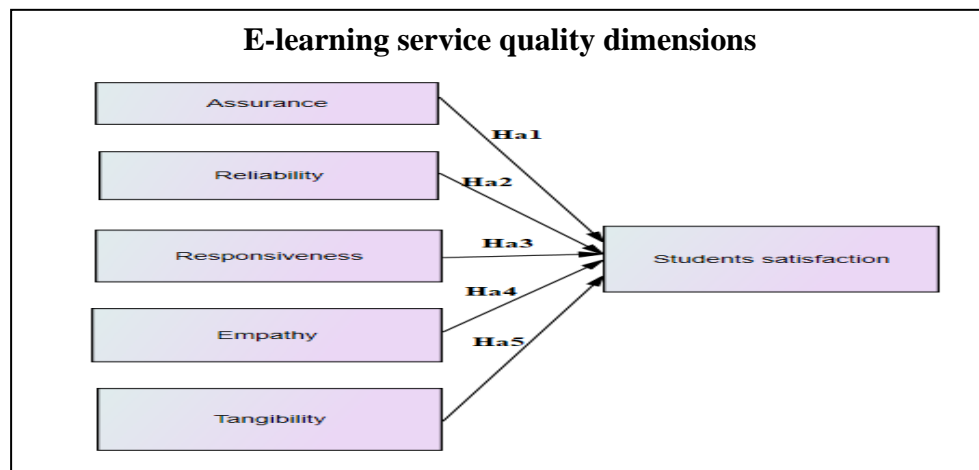 E-learning service quality dimensions
Assurance
Ha1
Reliability
Ha2
Responsiveness
Ha3
Students satisfaction
Empathy
Ha4
Tangibility
Ha5